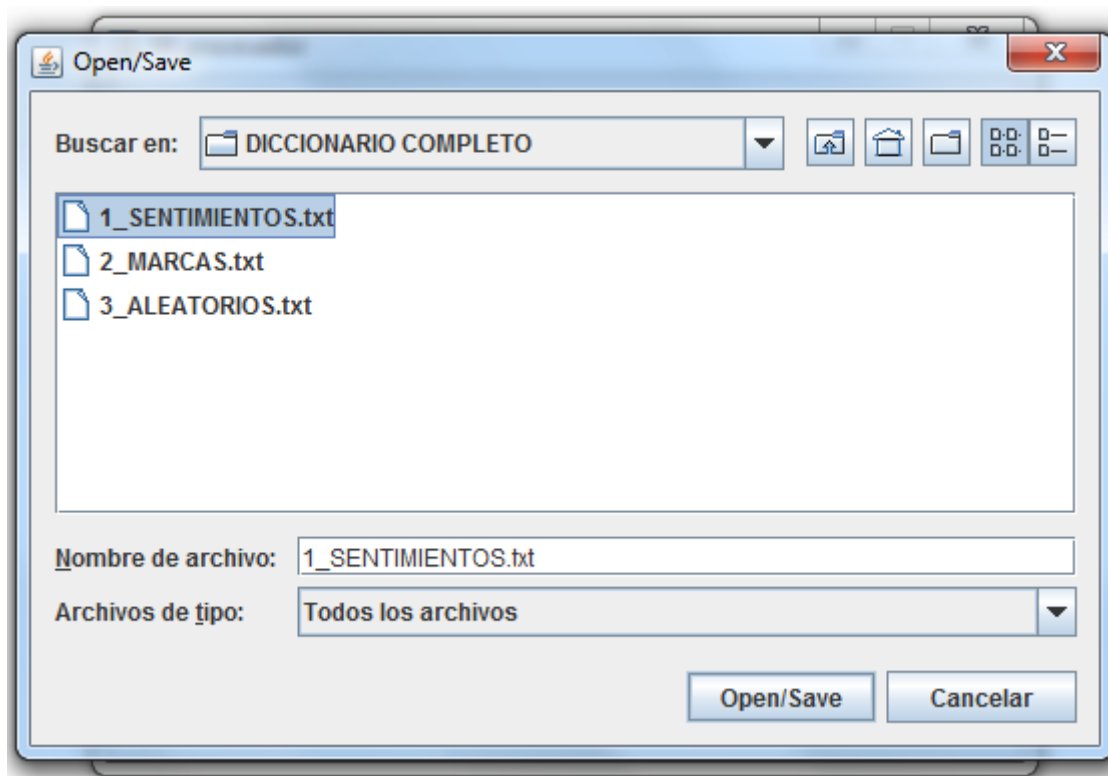 Open/Save
Buscar en: DICCIONARIO COMPLETO
1_SENTIMIENTOS.txt
2_MARCAS.txt
3_ALEATORIOS.txt
Nombre de archivo: 1_SENTIMIENTOS.txt
Archivos de tipo: Todos los archivos
Open/Save Cancelar